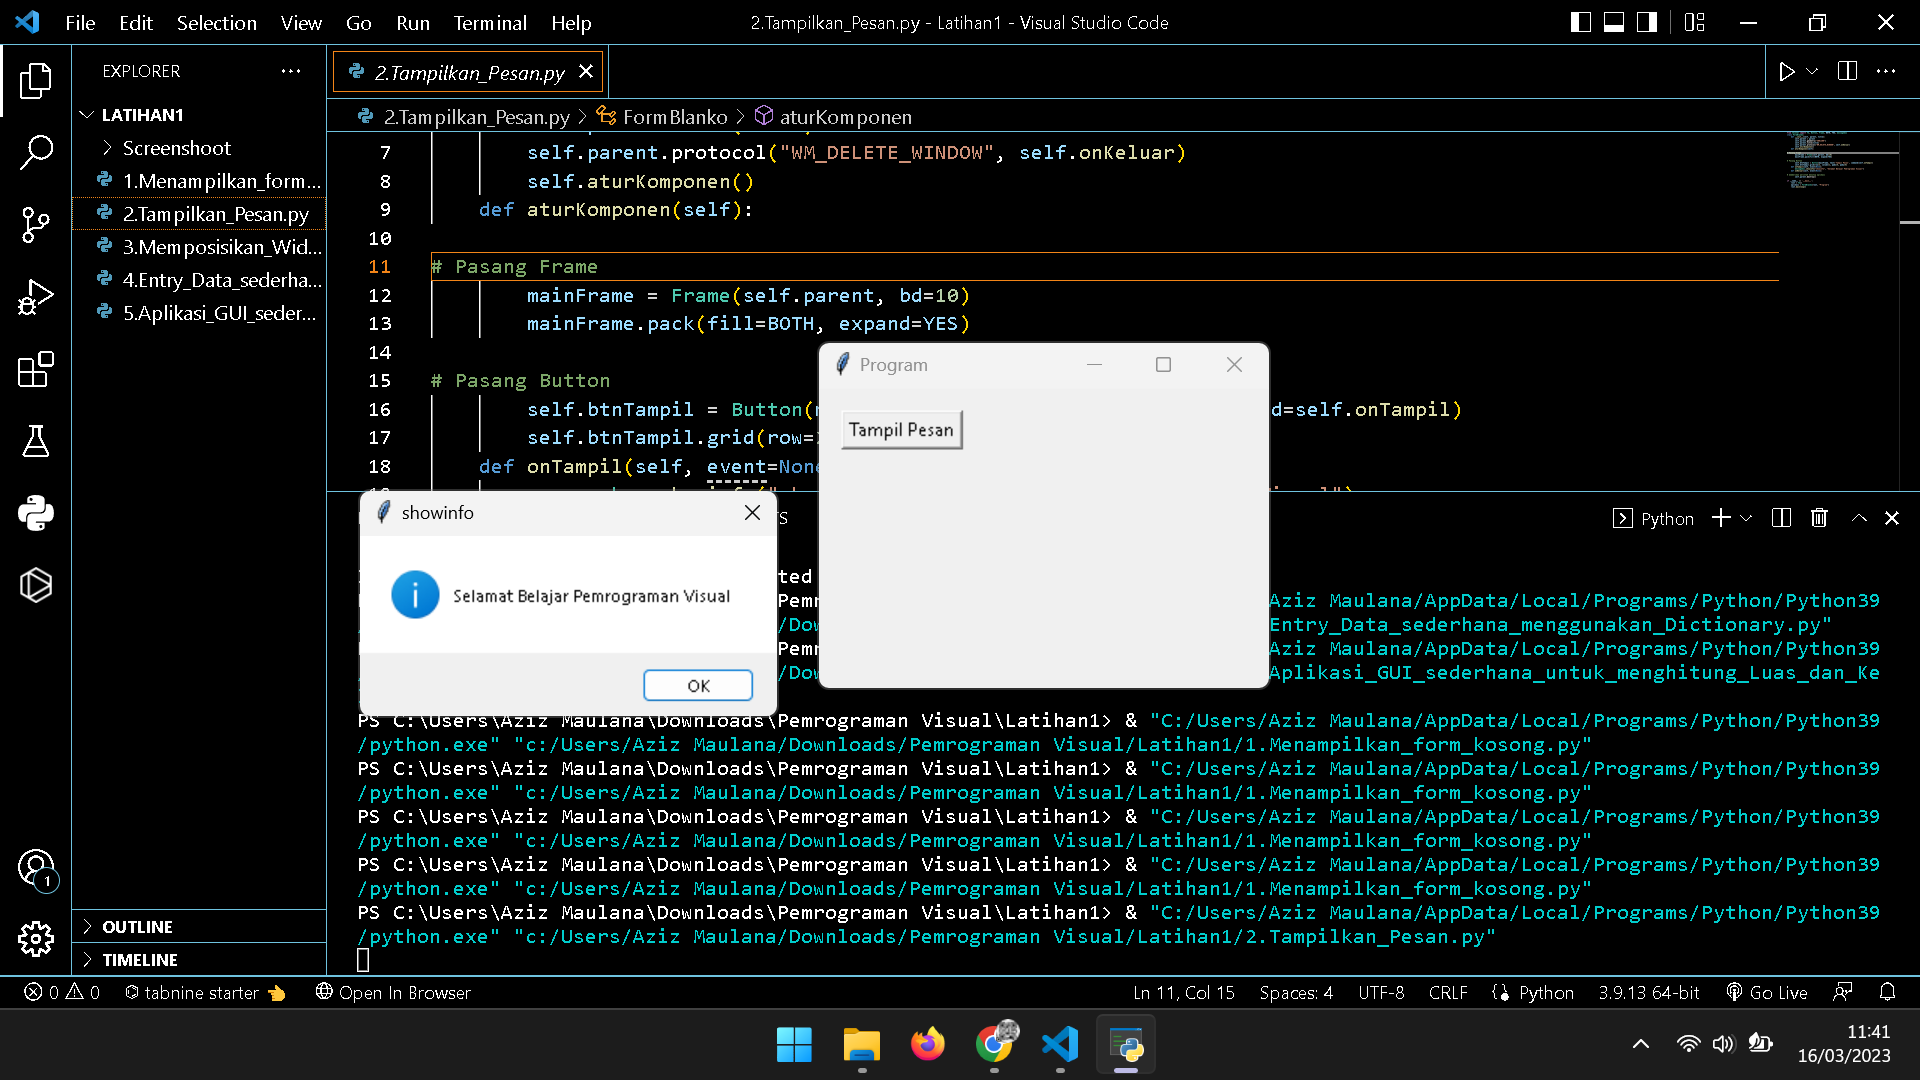 File Edit Selection View Go Run Terminal Help
2.Tampilkan_Pesan.py - Latihan1 - Visual Studio Code
EXPLORER
LATIHAN1
Screenshoot
1.Menampilkan_form...
2.Tampilkan_Pesan.py
3.Memposisikan_Wid...
4.Entry_Data_sederha...
5.Aplikasi_GUI_seder...
OUTLINE
TIMELINE
2.Tampilkan_Pesan.py
2.Tampilkan_Pesan.py > FormBlanko > aturKomponen
7 self.parent.protocol("WM_DELETE_WINDOW", self.onKeluar)
8 self.aturKomponen()
9 def aturKomponen(self):
10
11 # Pasang Frame
12 mainFrame = Frame(self.parent, bd=10)
13 mainFrame.pack(fill=BOTH, expand=YES)
14
15 # Pasang Button
16 self.btnTampil = Button( d=self.onTampil)
17 self.btnTampil.grid(row=
18 def onTampil(self, event=None
Program
Tampil Pesan
showinfo
Selamat Belajar Pemrograman Visual
OK
Python
ted
Pem Aziz Maulana/AppData/Local/Programs/Python/Python39
/Dow Entry_Data_sederhana_menggunakan_Dictionary.py"
Pem Aziz Maulana/AppData/Local/Programs/Python/Python39
/Dow Aplikasi_GUI_sederhana_untuk_menghitung_Luas_dan_Ke
PS C:\Users\Aziz Maulana\Downloads\Pemrograman Visual\Latihan1> & "C:/Users/Aziz Maulana/AppData/Local/Programs/Python/Python39
/python.exe" "c:/Users/Aziz Maulana/Downloads/Pemrograman Visual/Latihan1/1.Menampilkan_form_kosong.py"
PS C:\Users\Aziz Maulana\Downloads\Pemrograman Visual\Latihan1> & "C:/Users/Aziz Maulana/AppData/Local/Programs/Python/Python39
/python.exe" "c:/Users/Aziz Maulana/Downloads/Pemrograman Visual/Latihan1/1.Menampilkan_form_kosong.py"
PS C:\Users\Aziz Maulana\Downloads\Pemrograman Visual\Latihan1> & "C:/Users/Aziz Maulana/AppData/Local/Programs/Python/Python39
/python.exe" "c:/Users/Aziz Maulana/Downloads/Pemrograman Visual/Latihan1/1.Menampilkan_form_kosong.py"
PS C:\Users\Aziz Maulana\Downloads\Pemrograman Visual\Latihan1> & "C:/Users/Aziz Maulana/AppData/Local/Programs/Python/Python39
/python.exe" "c:/Users/Aziz Maulana/Downloads/Pemrograman Visual/Latihan1/1.Menampilkan_form_kosong.py"
PS C:\Users\Aziz Maulana\Downloads\Pemrograman Visual\Latihan1> & "C:/Users/Aziz Maulana/AppData/Local/Programs/Python/Python39
/python.exe" "c:/Users/Aziz Maulana/Downloads/Pemrograman Visual/Latihan1/2.Tampilkan_Pesan.py"
1
0 0 tabnine starter Open In Browser
Ln 11, Col 15 Spaces: 4 UTF-8 CRLF Python 3.9.13 64-bit Go Live
11:41
16/03/2023